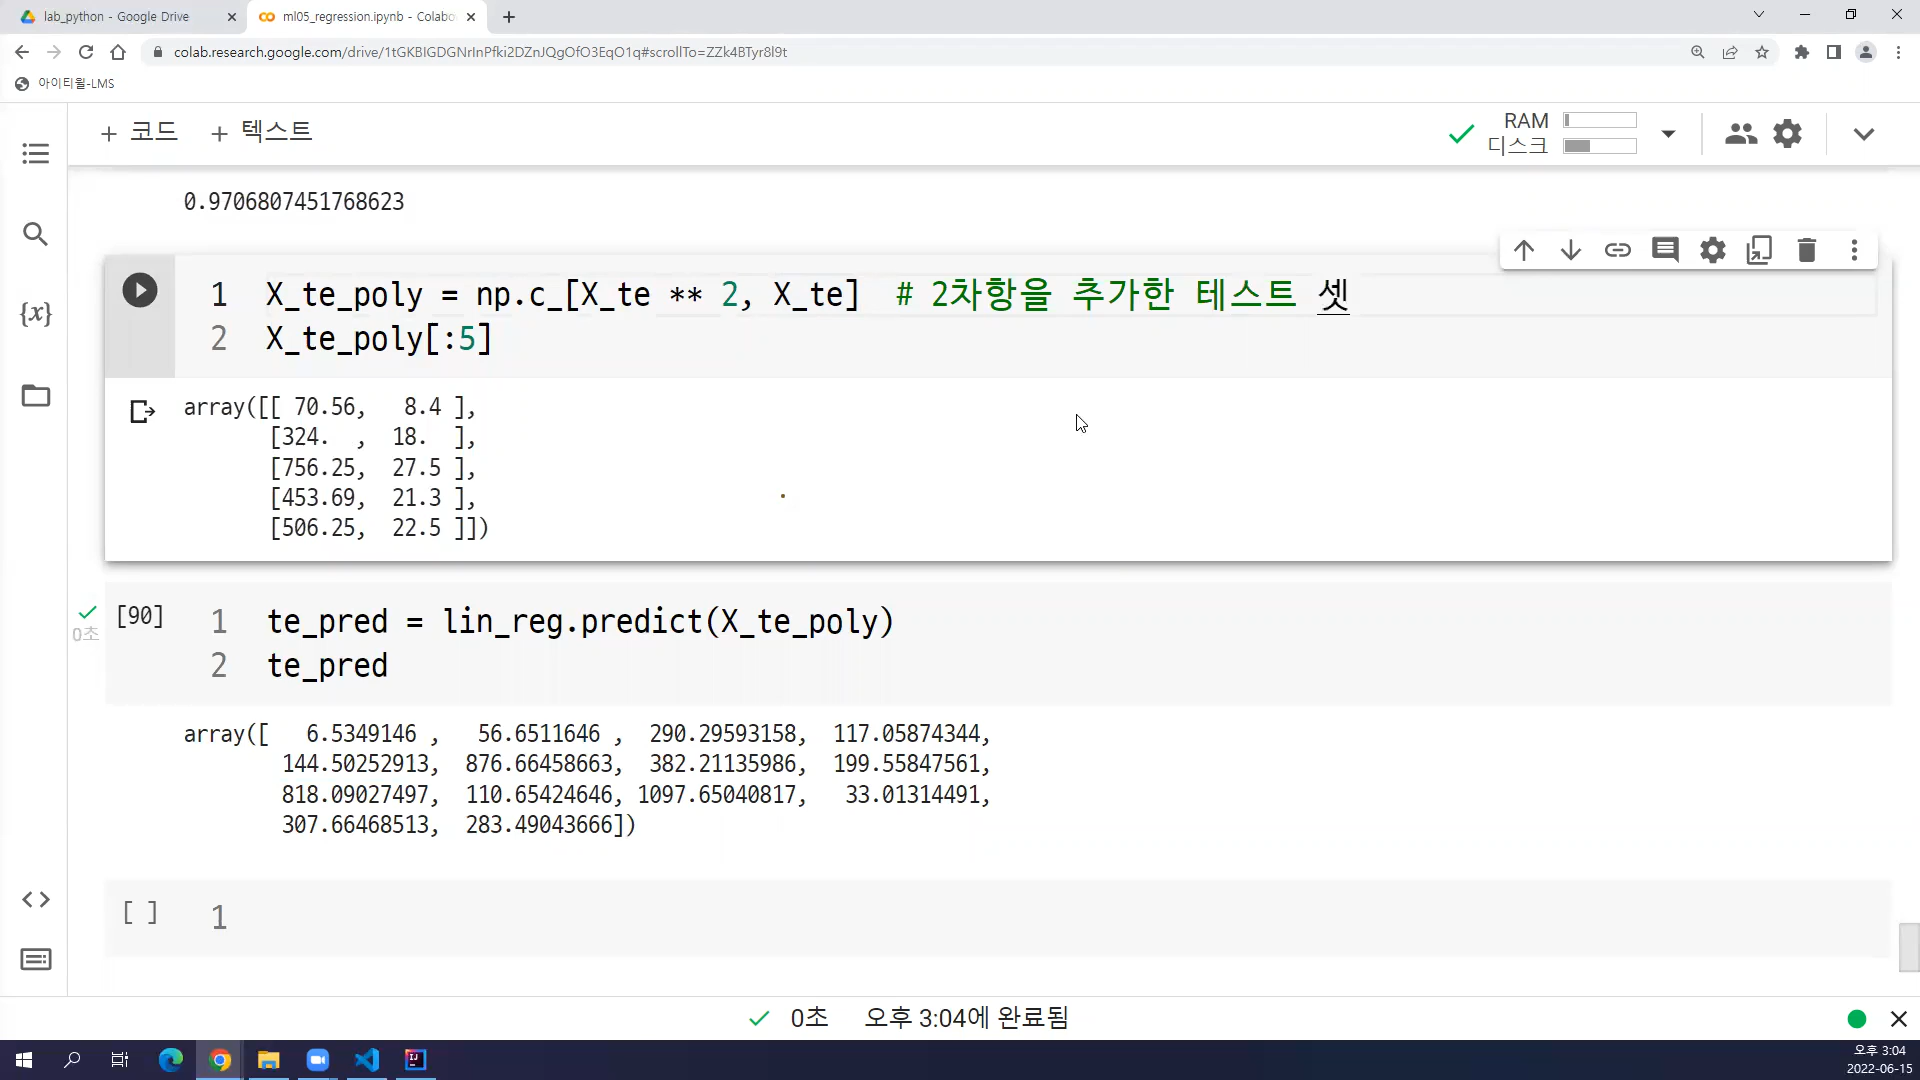 lab_python - Google Drive
ml05_regression.ipynb - Colabo
colab.research.google.com/drive/1tGKBIGDGNrInPfki2DZnJQgOfO3EqO1q#scrollTo=ZZk4BTyr8l9t
아이티윌-LMS
+ 코드 + 텍스트
RAM
디스크
0.9706807451768623
1 X_te_poly = np.c_[X_te ** 2, X_te]  # 2차항을 추가한 테스트 셋
2 X_te_poly[:5]
array([[ 70.56,   8.4 ],
[324.  ,  18.  ],
[756.25,  27.5 ],
[453.69,  21.3 ],
[506.25,  22.5 ]])
0초
[90] 1 te_pred = lin_reg.predict(X_te_poly)
2 te_pred
array([   6.5349146 ,   56.6511646 ,  290.29593158,  117.05874344,
144.50252913,  876.66458663,  382.21135986,  199.55847561,
818.09027497,  110.65424646, 1097.65040817,   33.01314491,
307.66468513,  283.49043666])
[ ] 1
0초 오후 3:04에 완료됨
오후 3:04
2022-06-15